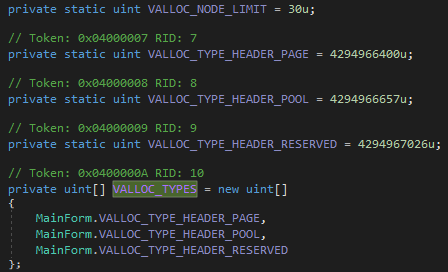 private static uint VALLOC_NODE_LIMIT = 30u;
// Token: 0x04000007 RID: 7
private static uint VALLOC_TYPE_HEADER_PAGE = 4294966400u;
// Token: 0x04000008 RID: 8
private static uint VALLOC_TYPE_HEADER_POOL = 4294966657u;
// Token: 0x04000009 RID: 9
private static uint VALLOC_TYPE_HEADER_RESERVED = 4294967026u;
// Token: 0x0400000A RID: 10
private uint[] VALLOC_TYPES = new uint[]
{
MainForm.VALLOC_TYPE_HEADER_PAGE,
MainForm.VALLOC_TYPE_HEADER_POOL,
MainForm.VALLOC_TYPE_HEADER_RESERVED
};